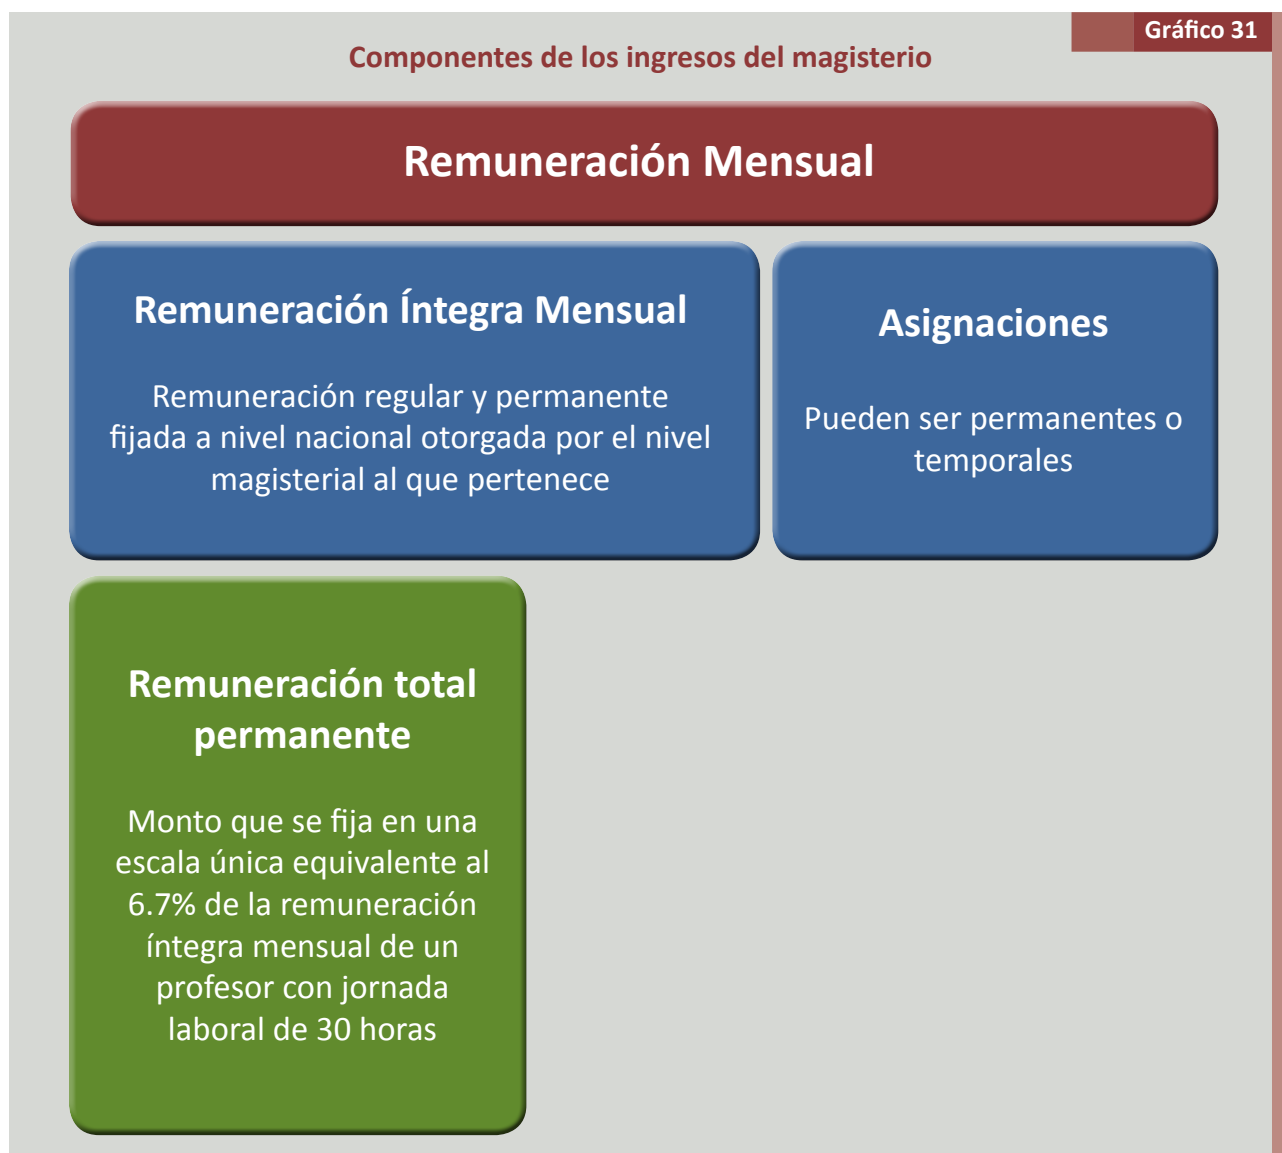 Gráfico 31
Componentes de los ingresos del magisterio
Remuneración Mensual
Remuneración Íntegra Mensual
Remuneración regular y permanente
fijada a nivel nacional otorgada por el nivel
magisterial al que pertenece
Asignaciones
Pueden ser permanentes o
temporales
Remuneración total
permanente
Monto que se fija en una
escala única equivalente al
6.7% de la remuneración
íntegra mensual de un
profesor con jornada
laboral de 30 horas